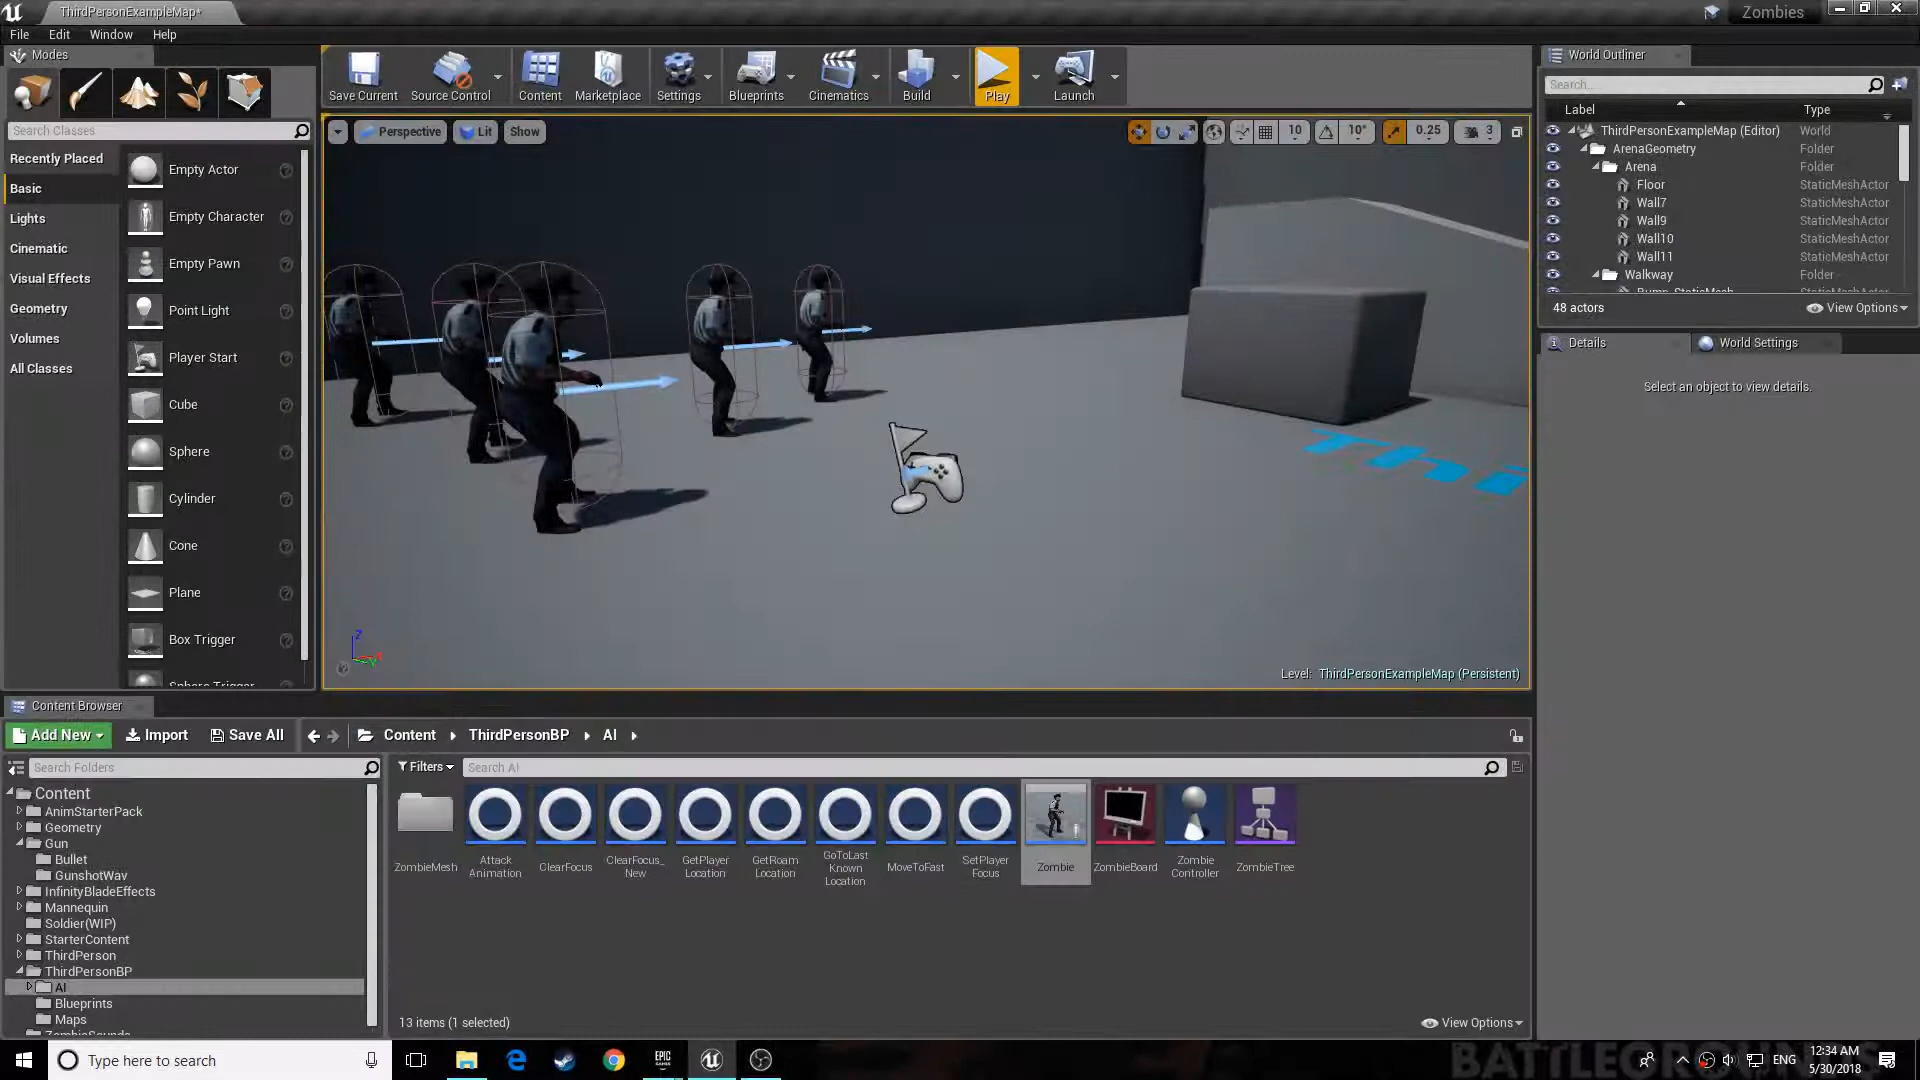 ThirdPersonExampleMap*
Zombies
File Edit Window Help
Modes
Search Classes
Recently Placed
Basic
Lights
Cinematic
Visual Effects
Geometry
Volumes
All Classes
Empty Actor
Empty Character
Empty Pawn
Point Light
Player Start
Cube
Sphere
Cylinder
Cone
Plane
Box Trigger
Sphere Trigger
Save Current
Source Control
Content
Marketplace
Settings
Blueprints
Cinematics
Build
Play
Launch
Perspective
Lit
Show
10
10°
0.25
3
Thi
Z
Level: ThirdPersonExampleMap (Persistent)
World Outliner
Search...
Label Type
ThirdPersonExampleMap (Editor) World
ArenaGeometry Folder
Arena Folder
Floor StaticMeshActor
Wall7 StaticMeshActor
Wall9 StaticMeshActor
Wall10 StaticMeshActor
Wall11 StaticMeshActor
Walkway Folder
48 actors
View Options
Details
World Settings
Select an object to view details.
Content Browser
Add New
Import
Save All
Content
ThirdPersonBP
AI
Search Folders
Filters
Search AI
Content
AnimStarterPack
Geometry
Gun
Bullet
GunshotWav
InfinityBladeEffects
Mannequin
Soldier(WIP)
StarterContent
ThirdPerson
ThirdPersonBP
AI
Blueprints
Maps
ZombieSounds
ZombieMesh
Attack
Animation
ClearFocus
ClearFocus_
New
GetPlayer
Location
GetRoam
Location
GoToLast
Known
Location
MoveToFast
SetPlayer
Focus
Zombie
ZombieBoard
Zombie
Controller
ZombieTree
13 items (1 selected)
View Options
Type here to search
EPIC
GAMES
BATTLEGROUNDS
ENG
12:34 AM
5/30/2018